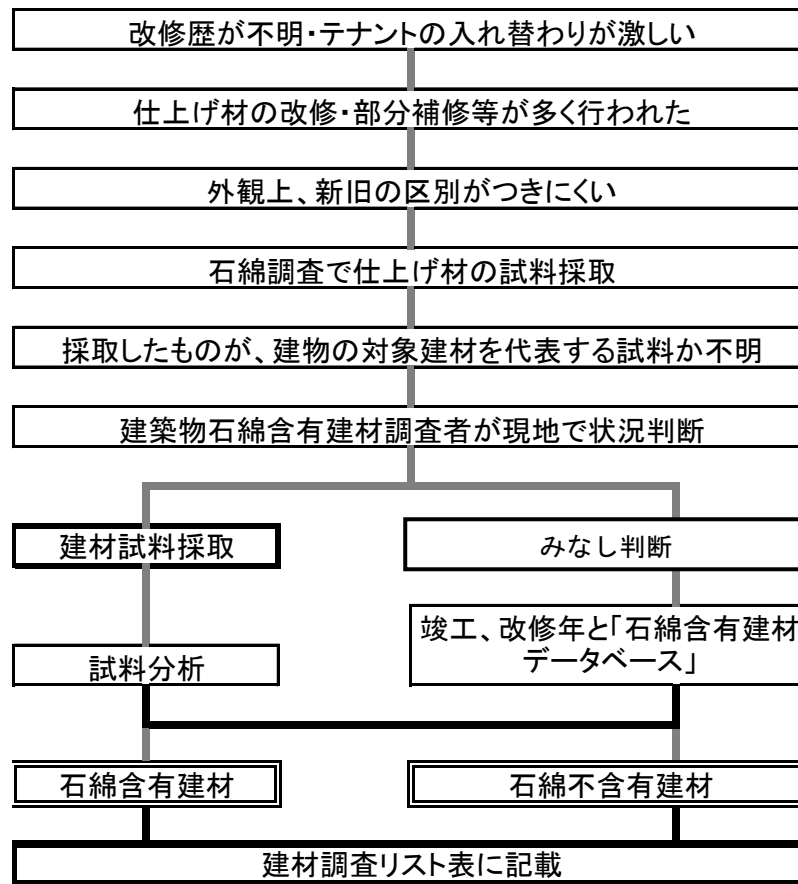 改修歴が不明・テナントの入れ替わりが激しい
仕上げ材の改修・部分補修等が多く行われた
外観上、新旧の区別がつきにくい
石綿調査で仕上げ材の試料採取
採取したものが、建物の対象建材を代表する試料か不明
建築物石綿含有建材調査者が現地で状況判断
建材試料採取
みなし判断
竣工、改修年と「石綿含有建材
データベース」
試料分析
石綿含有建材
石綿不含有建材
建材調査リスト表に記載